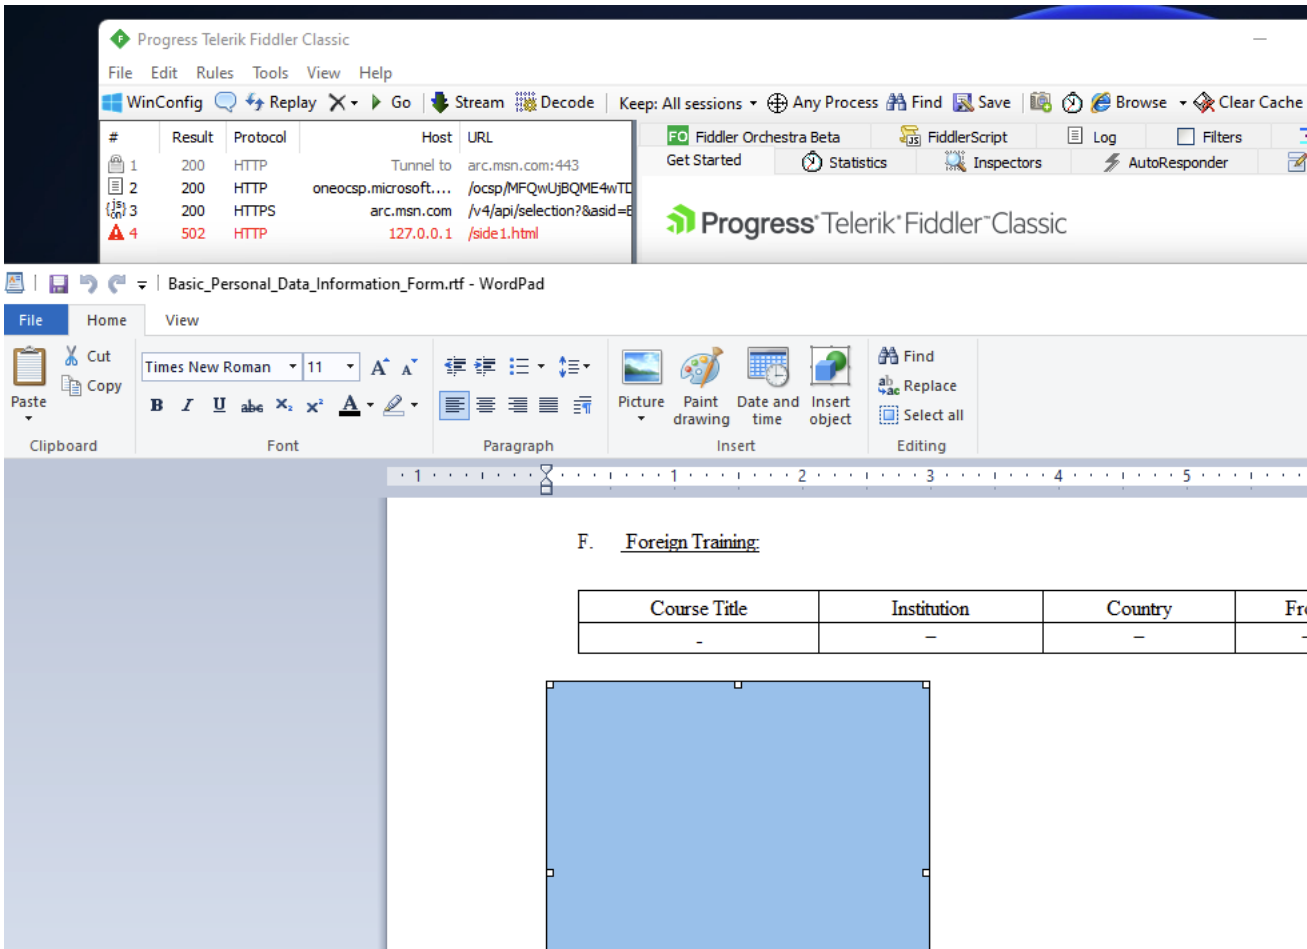 Progress Telerik Fiddler Classic
File Edit Rules Tools View Help
WinConfig Replay Go Stream Decode Keep: All sessions Any Process Find Save Browse Clear Cache
# Result Protocol Host URL
1 200 HTTP Tunnel to arc.msn.com:443
2 200 HTTP oneocsp.microsoft.... /ocsp/MFQwUjBQME4wTD
{js on} 3 200 HTTPS arc.msn.com /v4/api/selection?&asid=E
4 502 HTTP 127.0.0.1 /side1.html
FO Fiddler Orchestra Beta FiddlerScript Log Filters
Get Started Statistics Inspectors AutoResponder
Progress® Telerik® Fiddler™ Classic
Basic_Personal_Data_Information_Form.rtf - WordPad
File Home View
Paste Cut Copy
Times New Roman 11 A A
B I U abc X₂ X² A
Picture Paint drawing Date and time Insert object
Find
Replace
Select all
Clipboard Font Paragraph Insert Editing
1 1 2 3 4 5
F. Foreign Training:
Course Title Institution Country Fro
- – –